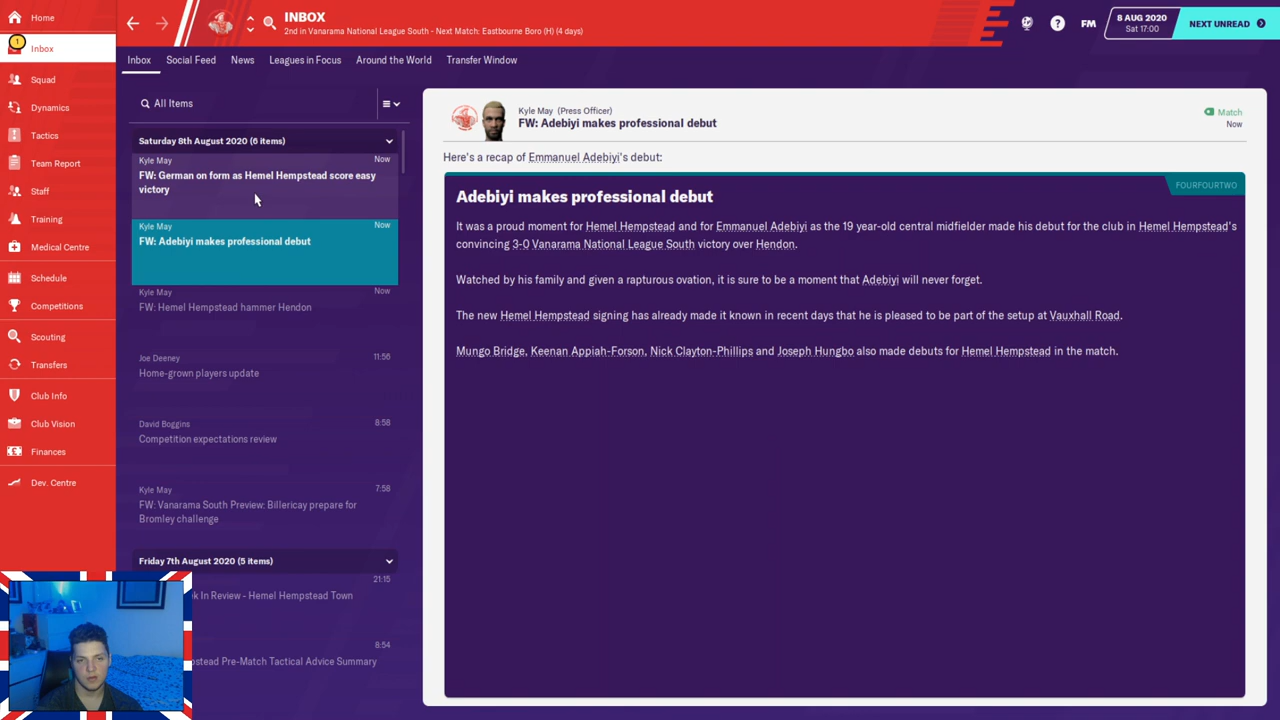 Home
INBOX
2nd in Vanarama National League South - Next Match: Eastbourne Boro (H) (4 days)
?
FM
8 AUG 2020
Sat 17:00
NEXT UNREAD
1
Inbox
Squad
Dynamics
Tactics
Team Report
Staff
Training
Medical Centre
Schedule
Competitions
Scouting
Transfers
Club Info
Club Vision
Finances
Dev. Centre
Inbox Social Feed News Leagues in Focus Around the World Transfer Window
All Items
Saturday 8th August 2020 (6 items)
Kyle May Now
FW: German on form as Hemel Hempstead score easy
victory
Kyle May Now
FW: Adebiyi makes professional debut
Kyle May Now
FW: Hemel Hempstead hammer Hendon
Joe Deeney 11:56
Home-grown players update
David Boggins 8:58
Competition expectations review
Kyle May 7:58
FW: Vanarama South Preview: Billericay prepare for
Bromley challenge
Friday 7th August 2020 (5 items)
21:15
k In Review - Hemel Hempstead Town
8:54
pstead Pre-Match Tactical Advice Summary
Kyle May (Press Officer)
FW: Adebiyi makes professional debut
Match
Now
Here's a recap of Emmanuel Adebiyi's debut:
FOURFOURTWO
Adebiyi makes professional debut
It was a proud moment for Hemel Hempstead and for Emmanuel Adebiyi as the 19 year-old central midfielder made his debut for the club in Hemel Hempstead's
convincing 3-0 Vanarama National League South victory over Hendon.
Watched by his family and given a rapturous ovation, it is sure to be a moment that Adebiyi will never forget.
The new Hemel Hempstead signing has already made it known in recent days that he is pleased to be part of the setup at Vauxhall Road.
Mungo Bridge, Keenan Appiah-Forson, Nick Clayton-Phillips and Joseph Hungbo also made debuts for Hemel Hempstead in the match.